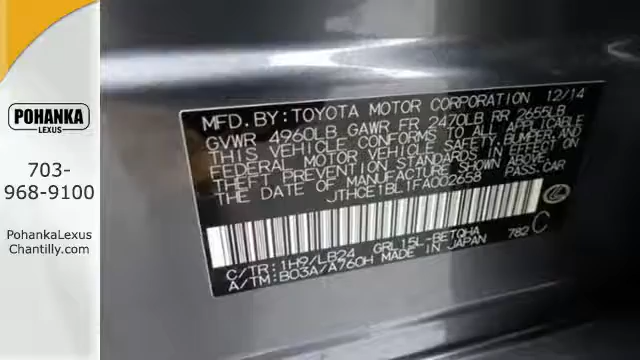 POHANKA
LEXUS
703-
968-9100
PohankaLexus
Chantilly.com
MFD. BY: TOYOTA MOTOR CORPORATION 12/14
GVWR 4960LB GAWR FR 2470LB RR 2655LB
THIS VEHICLE CONFORMS TO ALL APPLICABLE
FEDERAL MOTOR VEHICLE SAFETY, BUMPER, AND
THEFT PREVENTION STANDARDS IN EFFECT ON
THE DATE OF MANUFACTURE SHOWN ABOVE.
JTHCE1BL1FA002658 PASS.CAR
C/TR: 1H9/LB24 GRL15L-BETQHA
A/TM: B03A/A760H MADE IN JAPAN 782 C